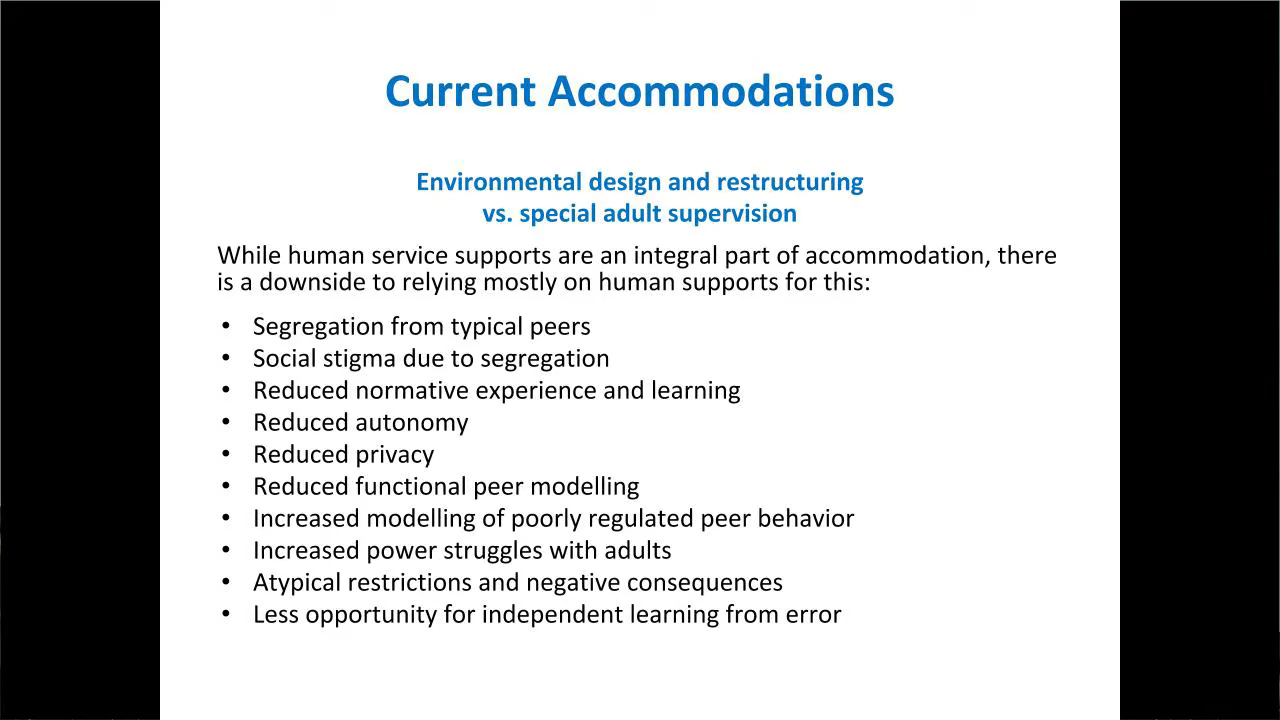 Current Accommodations
Environmental design and restructuring
vs. special adult supervision
While human service supports are an integral part of accommodation, there
is a downside to relying mostly on human supports for this:
• Segregation from typical peers
• Social stigma due to segregation
• Reduced normative experience and learning
• Reduced autonomy
• Reduced privacy
• Reduced functional peer modelling
• Increased modelling of poorly regulated peer behavior
• Increased power struggles with adults
• Atypical restrictions and negative consequences
• Less opportunity for independent learning from error